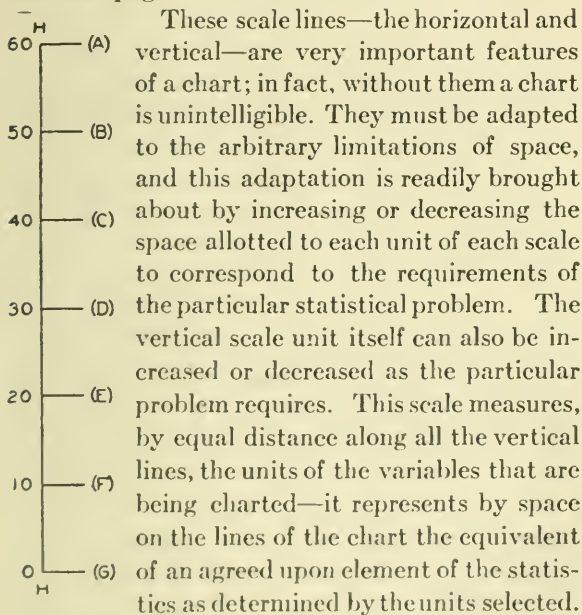 H
60 (A)
50 (B)
40 (C)
30 (D)
20 (E)
10 (F)
0 (G)
H
These scale lines—the horizontal and
vertical—are very important features
of a chart; in fact, without them a chart
is unintelligible. They must be adapted
to the arbitrary limitations of space,
and this adaptation is readily brought
about by increasing or decreasing the
space allotted to each unit of each scale
to correspond to the requirements of
the particular statistical problem. The
vertical scale unit itself can also be in-
creased or decreased as the particular
problem requires. This scale measures,
by equal distance along all the vertical
lines, the units of the variables that are
being charted—it represents by space
on the lines of the chart the equivalent
of an agreed upon element of the statis-
tics as determined by the units selected.